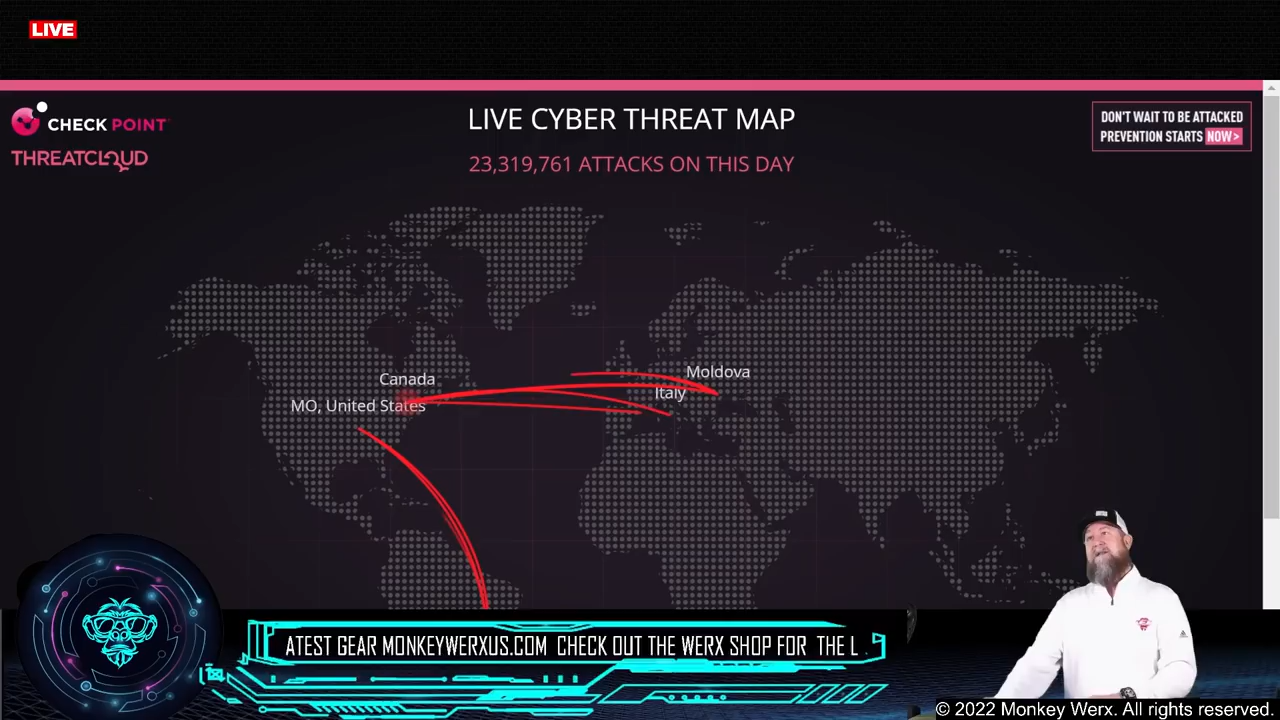 LIVE
CHECK POINT
THREATCLOUD
LIVE CYBER THREAT MAP
23,319,761 ATTACKS ON THIS DAY
DON'T WAIT TO BE ATTACKED
PREVENTION STARTS NOW>
Canada
MO, United States
Moldova
Italy
ATEST GEAR MONKEYWERXUS.COM CHECK OUT THE WERX SHOP FOR THE L
© 2022 Monkey Werx. All rights reserved.